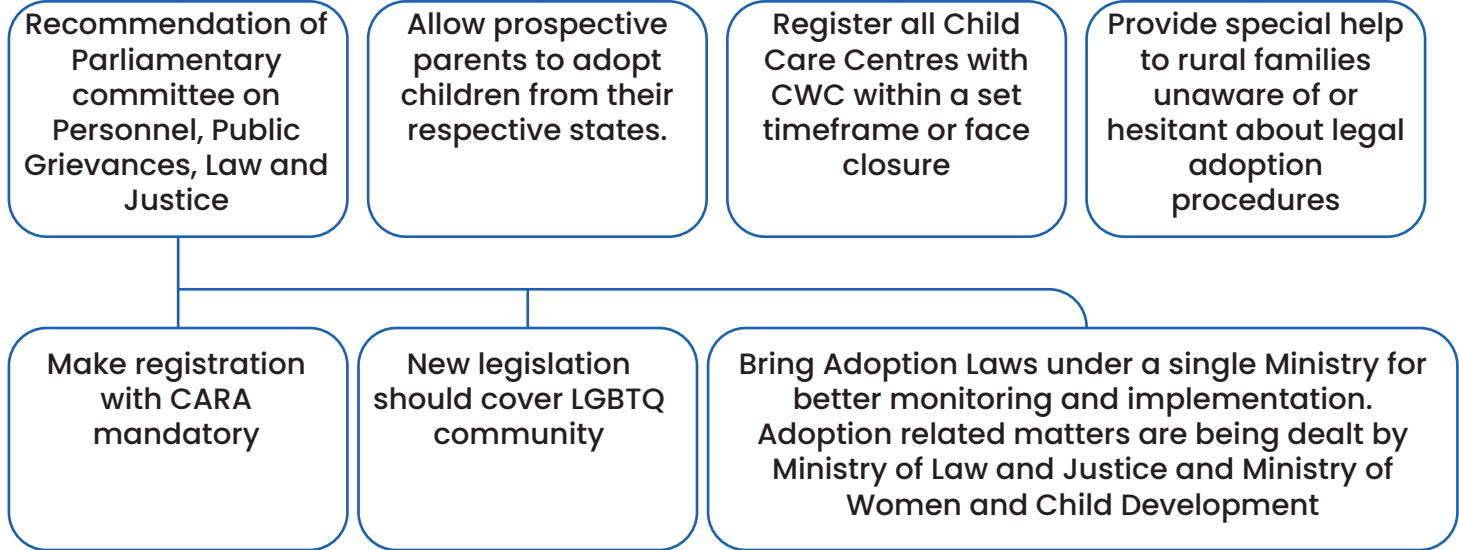 Recommendation of
Parliamentary
committee on
Personnel, Public
Grievances, Law and
Justice
Allow prospective
parents to adopt
children from their
respective states.
Register all Child
Care Centres with
CWC within a set
timeframe or face
closure
Provide special help
to rural families
unaware of or
hesitant about legal
adoption
procedures
Make registration
with CARA
mandatory
New legislation
should cover LGBTQ
community
Bring Adoption Laws under a single Ministry for
better monitoring and implementation.
Adoption related matters are being dealt by
Ministry of Law and Justice and Ministry of
Women and Child Development